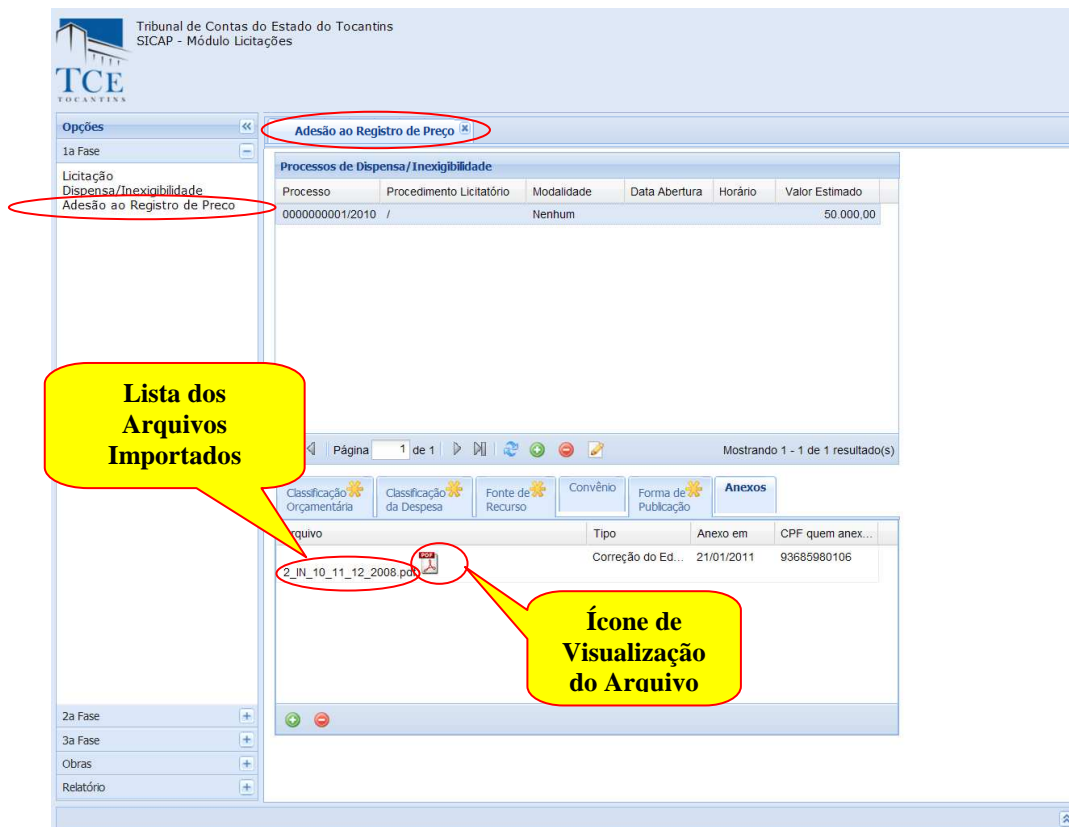 Tribunal de Contas do Estado do Tocantins
SICAP - Módulo Licitações
TCE
TOCANTINS
Opções
1a Fase
Licitação
Dispensa/Inexigibilidade
Adesão ao Registro de Preço
Adesão ao Registro de Preço
Processos de Dispensa/Inexigibilidade
Processo Procedimento Licitatório Modalidade Data Abertura Horário Valor Estimado
0000000001/2010 / Nenhum 50.000,00
Lista dos
Arquivos
Importados
Página 1 de 1 Mostrando 1 - 1 de 1 resultado(s)
Classificação Orçamentária
Classificação da Despesa
Fonte de Recurso
Convênio
Forma de Publicação
Anexos
Arquivo Tipo Anexo em CPF quem anex...
2_IN_10_11_12_2008.pdf PDF Correção do Ed... 21/01/2011 93685980106
Ícone de
Visualização
do Arquivo
2a Fase
3a Fase
Obras
Relatório